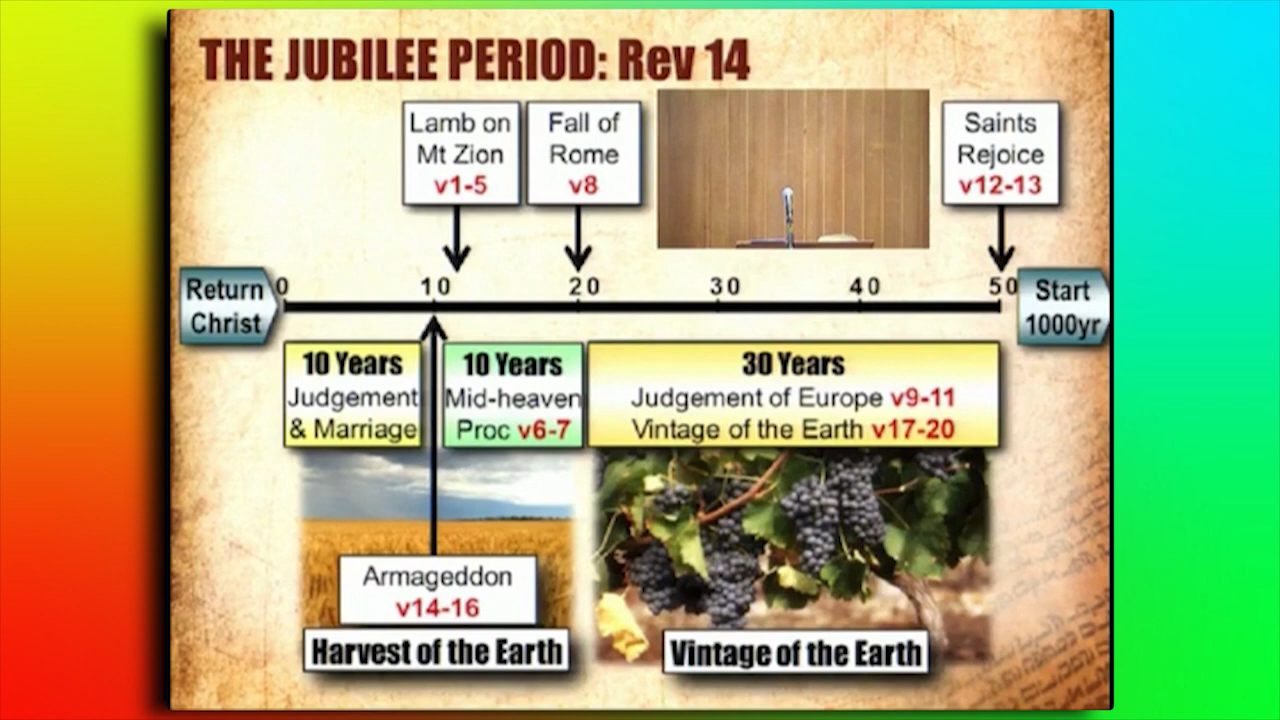 THE JUBILEE PERIOD: Rev 14
Lamb on
Mt Zion
v1-5
Fall of
Rome
v8
Saints
Rejoice
v12-13
Return
Christ
0 10 20 30 40 50
Start
1000yr
10 Years
Judgement
& Marriage
10 Years
Mid-heaven
Proc v6-7
30 Years
Judgement of Europe v9-11
Vintage of the Earth v17-20
Armageddon
v14-16
Harvest of the Earth
Vintage of the Earth